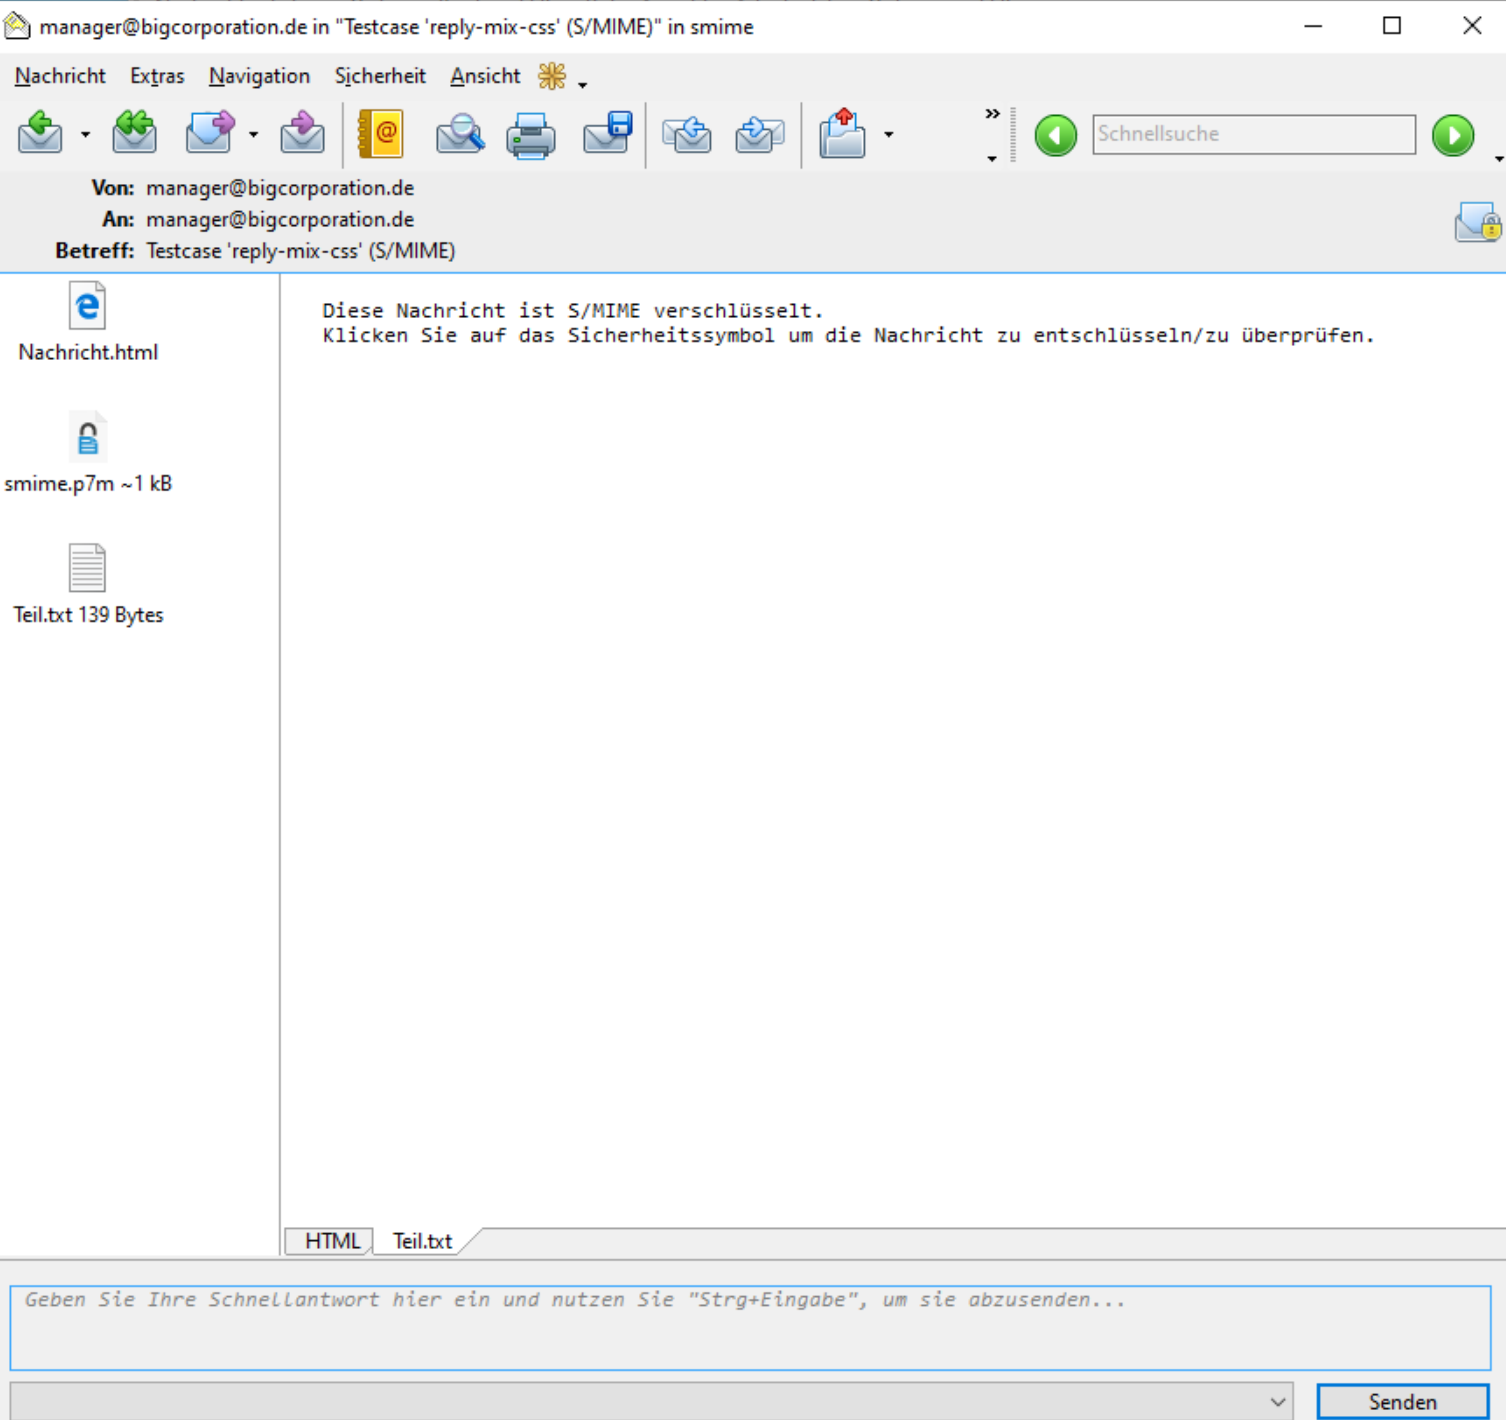 manager@bigcorporation.de in "Testcase 'reply-mix-css' (S/MIME)" in smime
Nachricht Extras Navigation Sicherheit Ansicht
@ » Schnellsuche
Von: manager@bigcorporation.de
An: manager@bigcorporation.de
Betreff: Testcase 'reply-mix-css' (S/MIME)
Nachricht.html
smime.p7m ~1 kB
Teil.txt 139 Bytes
Diese Nachricht ist S/MIME verschlüsselt.
Klicken Sie auf das Sicherheitssymbol um die Nachricht zu entschlüsseln/zu überprüfen.
HTML Teil.txt
Geben Sie Ihre Schnellantwort hier ein und nutzen Sie "Strg+Eingabe", um sie abzusenden...
Senden